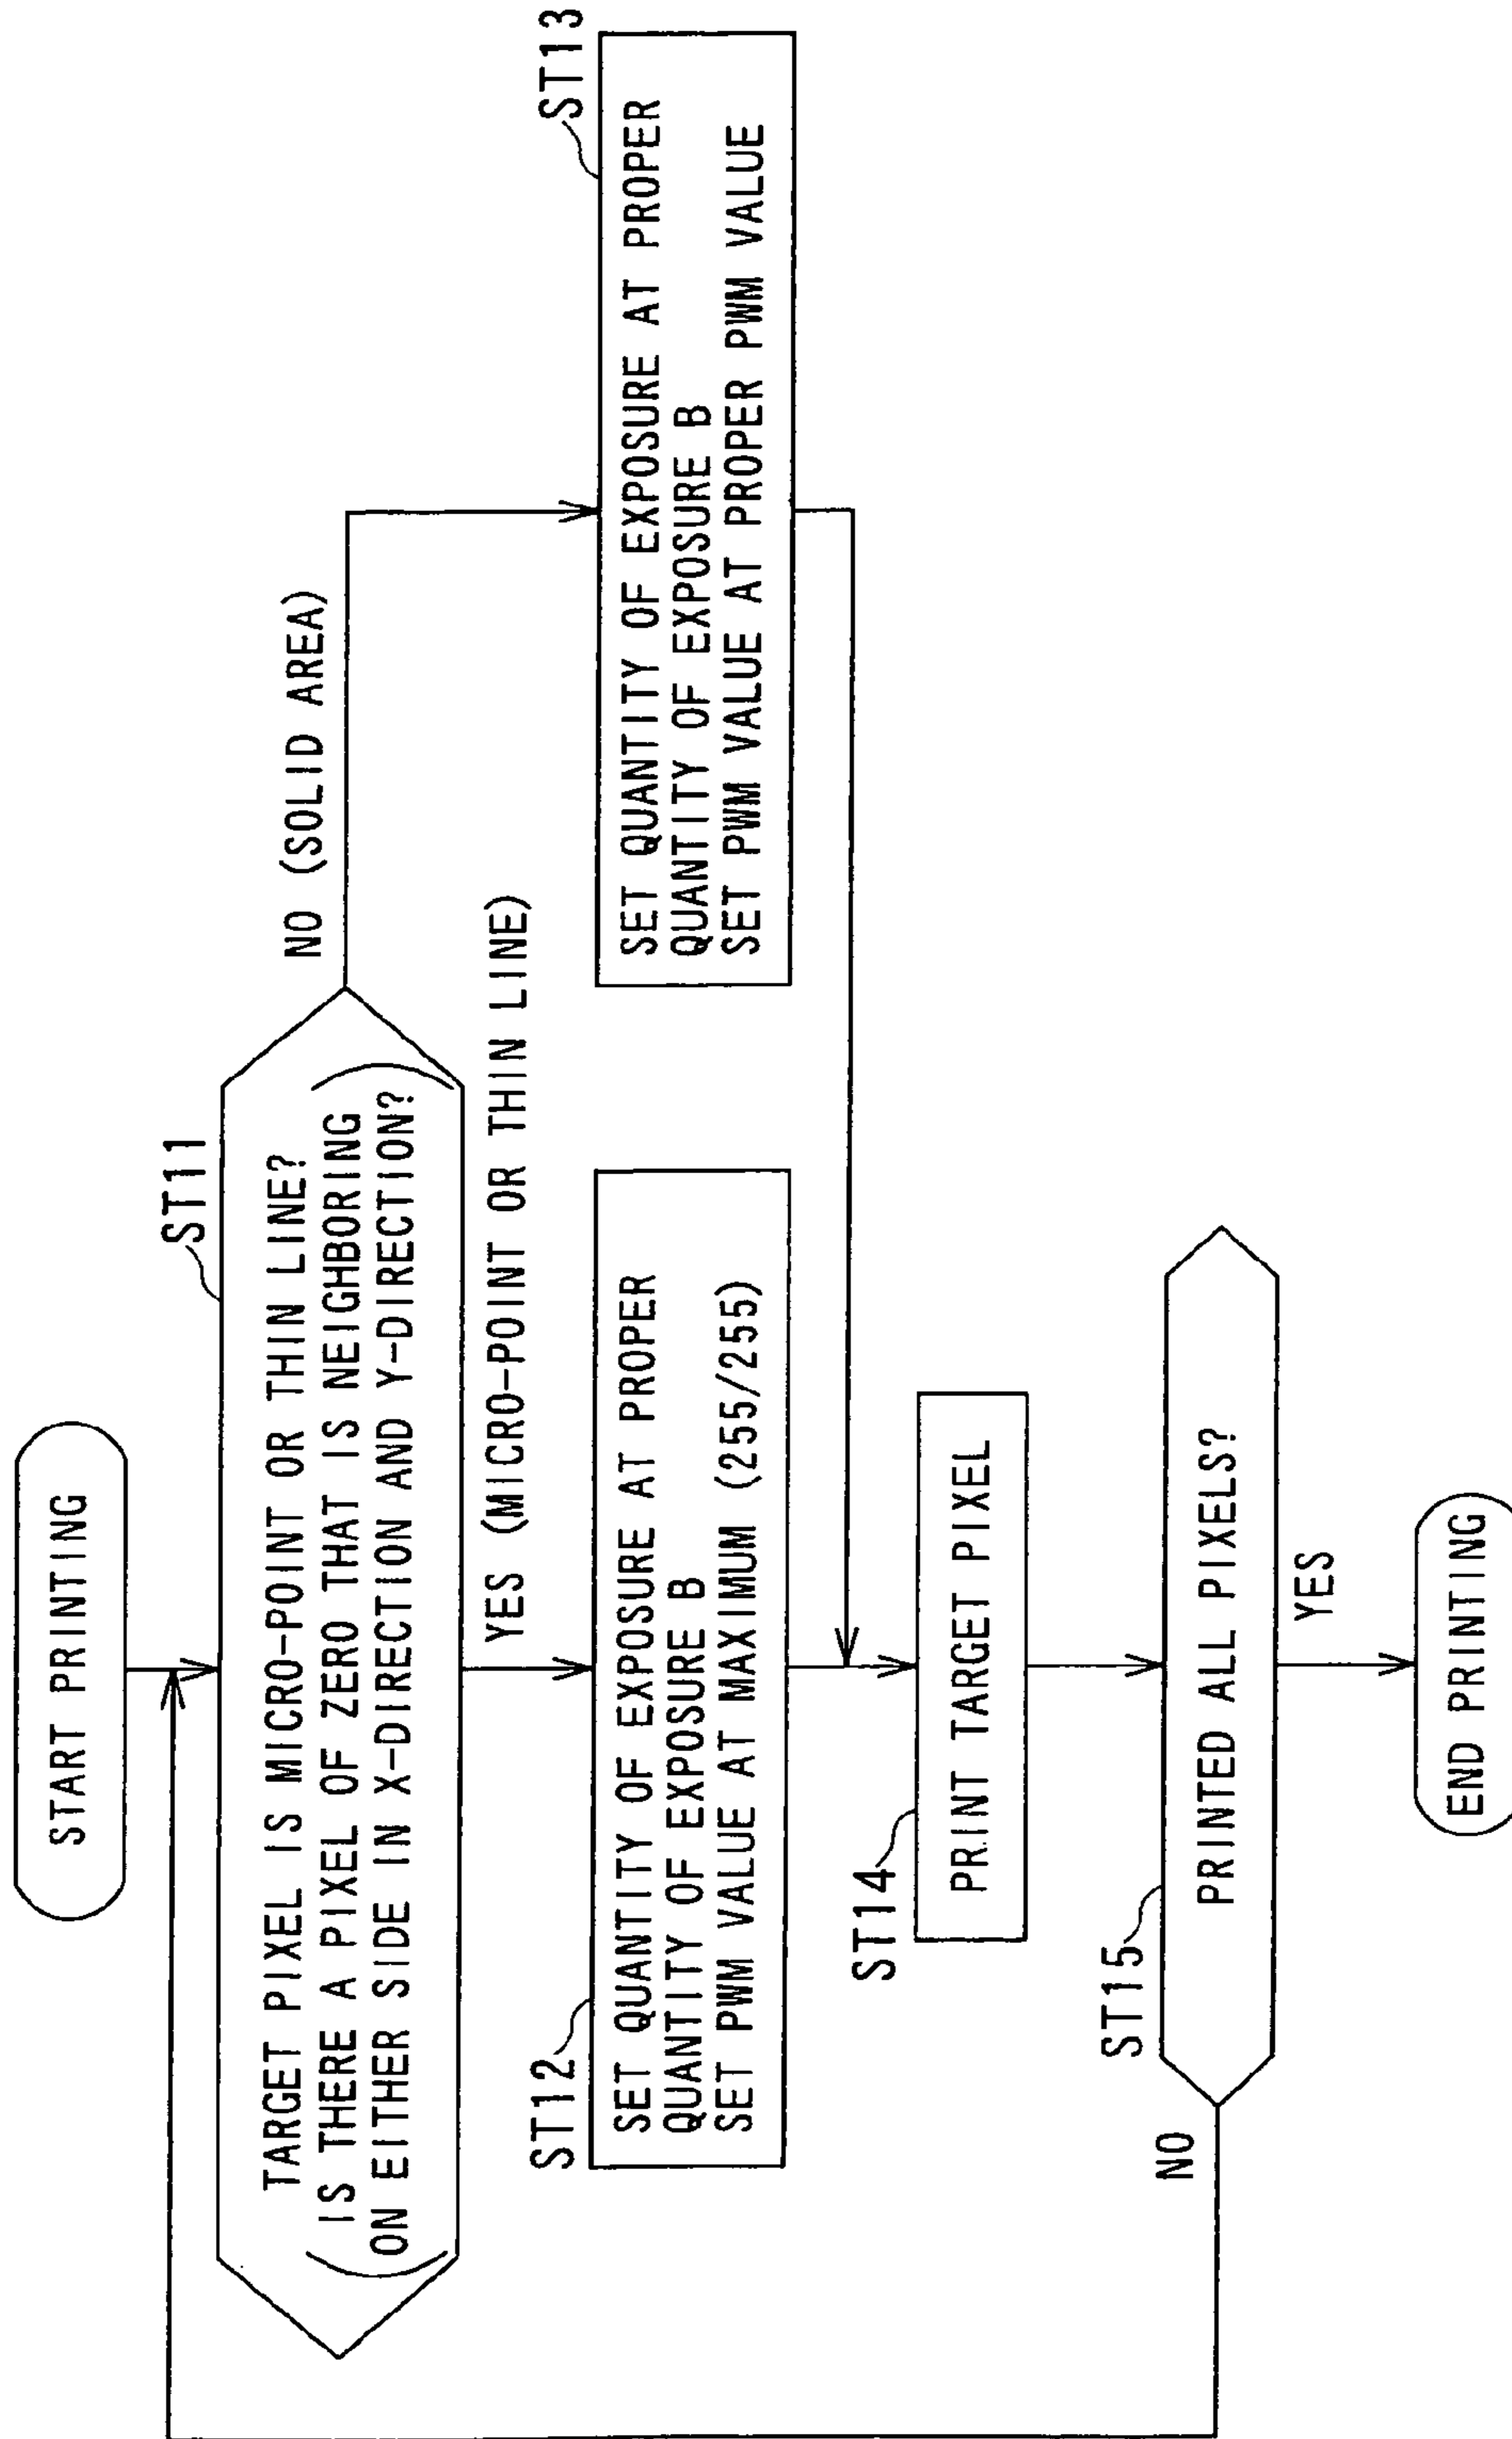 START PRINTING
ST11
TARGET PIXEL IS MICRO-POINT OR THIN LINE?
IS THERE A PIXEL OF ZERO THAT IS NEIGHBORING
ON EITHER SIDE IN X-DIRECTION AND Y-DIRECTION?
NO (SOLID AREA)
YES (MICRO-POINT OR THIN LINE)
ST12
SET QUANTITY OF EXPOSURE AT PROPER
QUANTITY OF EXPOSURE B
SET PWM VALUE AT MAXIMUM (255/255)
ST13
SET QUANTITY OF EXPOSURE AT PROPER
QUANTITY OF EXPOSURE B
SET PWM VALUE AT PROPER PWM VALUE
ST14
PRINT TARGET PIXEL
ST15
PRINTED ALL PIXELS?
NO
YES
END PRINTING